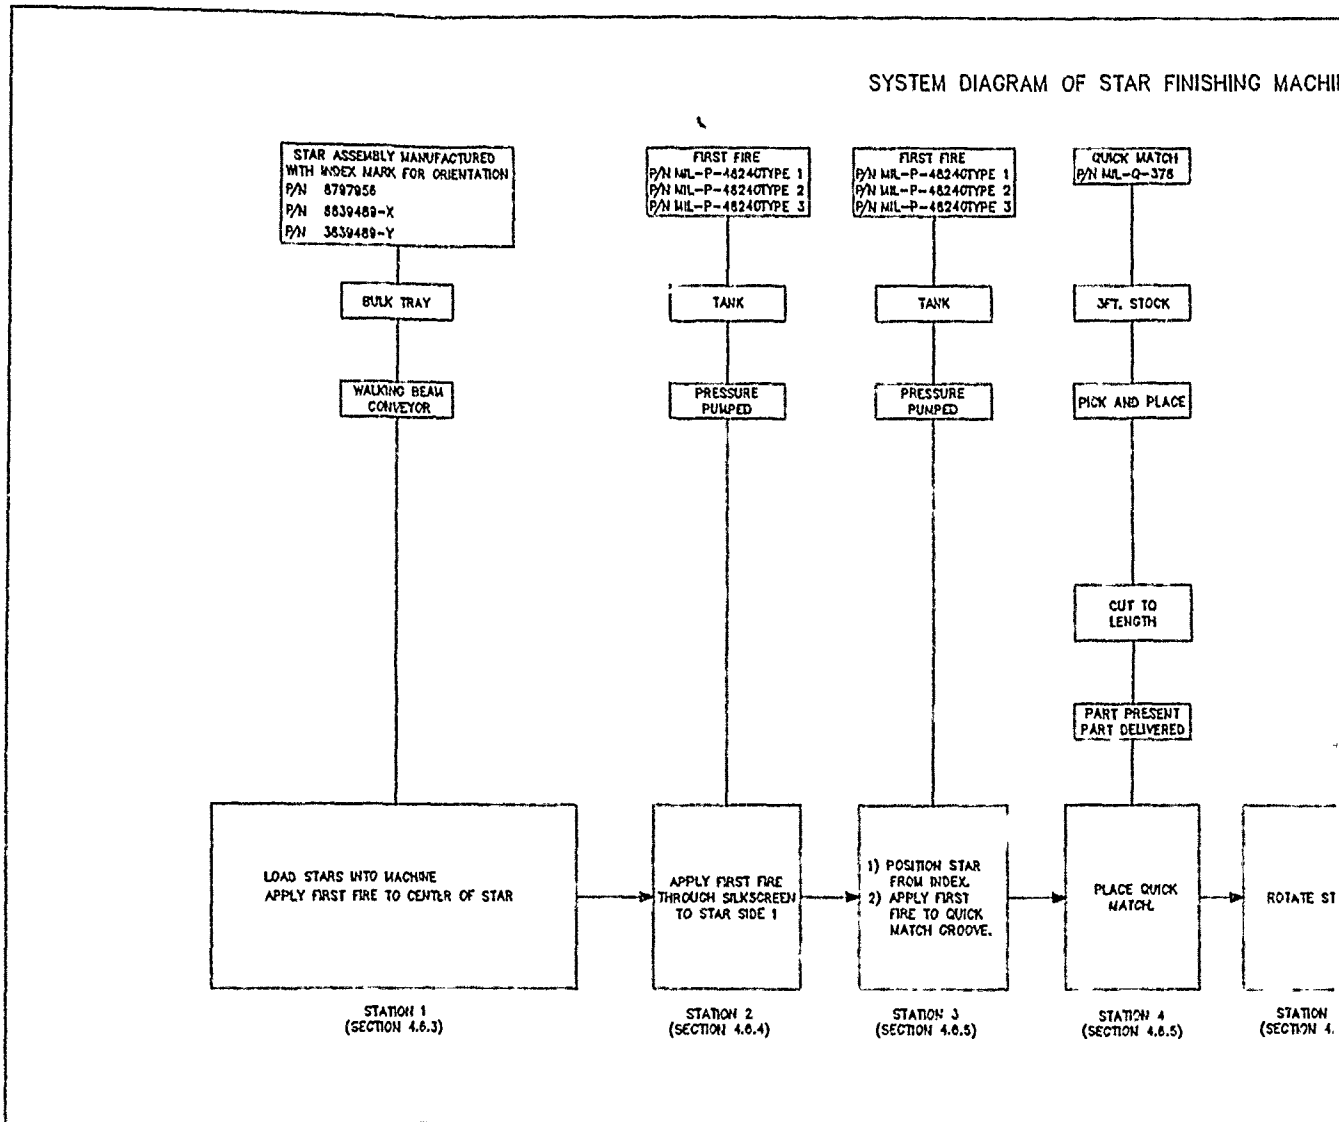 SYSTEM DIAGRAM OF STAR FINISHING MACHI
STAR ASSEMBLY MANUFACTURED
WITH INDEX MARK FOR ORIENTATION
P/N 8797956
P/N 8839489-X
P/N 3839489-Y
BULK TRAY
WALKING BEAM
CONVEYOR
LOAD STARS INTO MACHINE
APPLY FIRST FIRE TO CENTER OF STAR
STATION 1
(SECTION 4.6.3)
FIRST FIRE
P/N MIL-P-48240TYPE 1
P/N MIL-P-48240TYPE 2
P/N MIL-P-48240TYPE 3
TANK
PRESSURE
PUMPED
APPLY FIRST FIRE
THROUGH SILKSCREEN
TO STAR SIDE 1
STATION 2
(SECTION 4.6.4)
FIRST FIRE
P/N MIL-P-48240TYPE 1
P/N MIL-P-48240TYPE 2
P/N MIL-P-48240TYPE 3
TANK
PRESSURE
PUMPED
1) POSITION STAR
FROM INDEX.
2) APPLY FIRST
FIRE TO QUICK
MATCH GROOVE.
STATION 3
(SECTION 4.6.5)
QUICK MATCH
P/N MIL-Q-378
3FT. STOCK
PICK AND PLACE
CUT TO
LENGTH
PART PRESENT
PART DELIVERED
PLACE QUICK
MATCH.
STATION 4
(SECTION 4.6.5)
ROTATE ST
STATION
(SECTION 4.